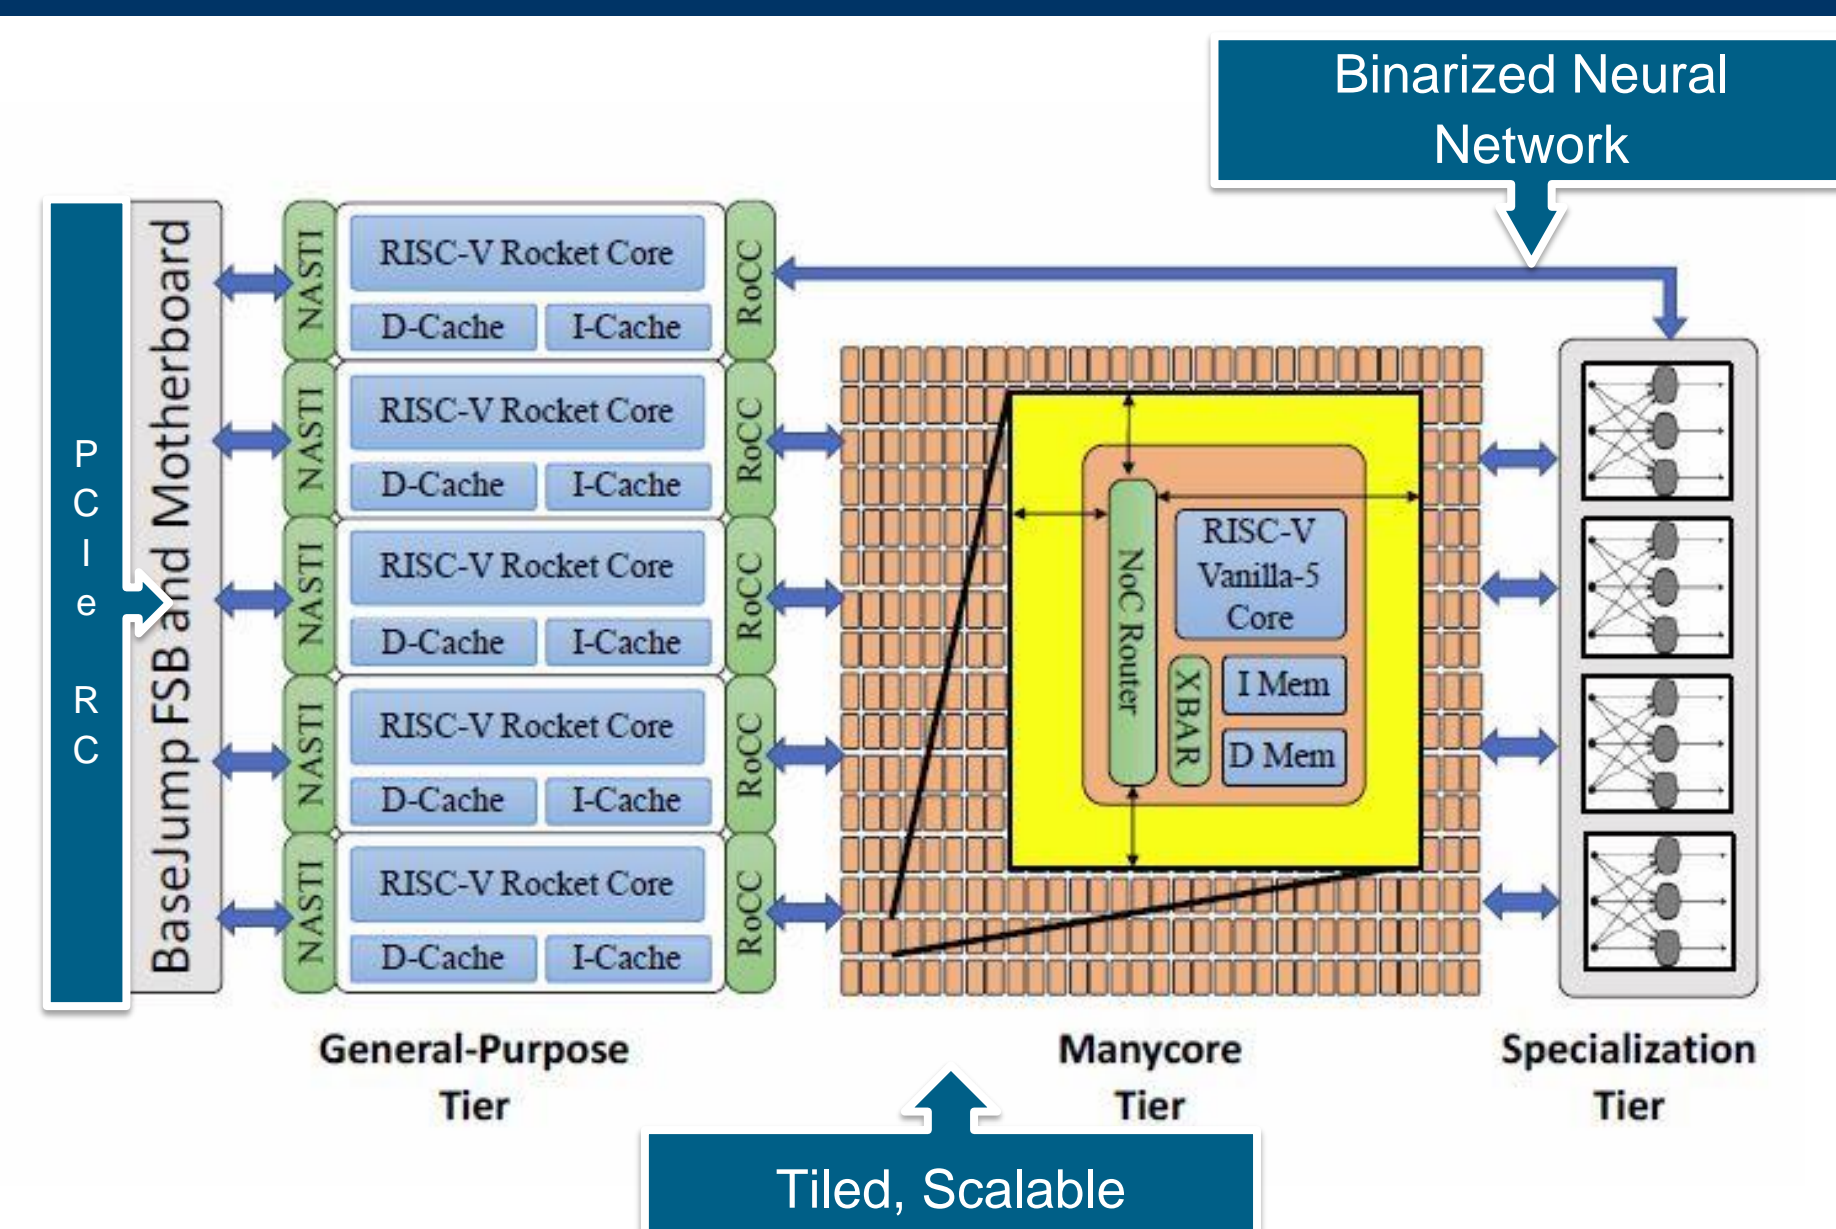 Binarized Neural
Network
PCIe RC
BaseJump FSB and Motherboard
NASTI
RISC-V Rocket Core
D-Cache
I-Cache
RoCC
NASTI
RISC-V Rocket Core
D-Cache
I-Cache
RoCC
NASTI
RISC-V Rocket Core
D-Cache
I-Cache
RoCC
NASTI
RISC-V Rocket Core
D-Cache
I-Cache
RoCC
NASTI
RISC-V Rocket Core
D-Cache
I-Cache
RoCC
NoC Router
RISC-V
Vanilla-5
Core
XBAR
I Mem
D Mem
General-Purpose
Tier
Manycore
Tier
Specialization
Tier
Tiled, Scalable